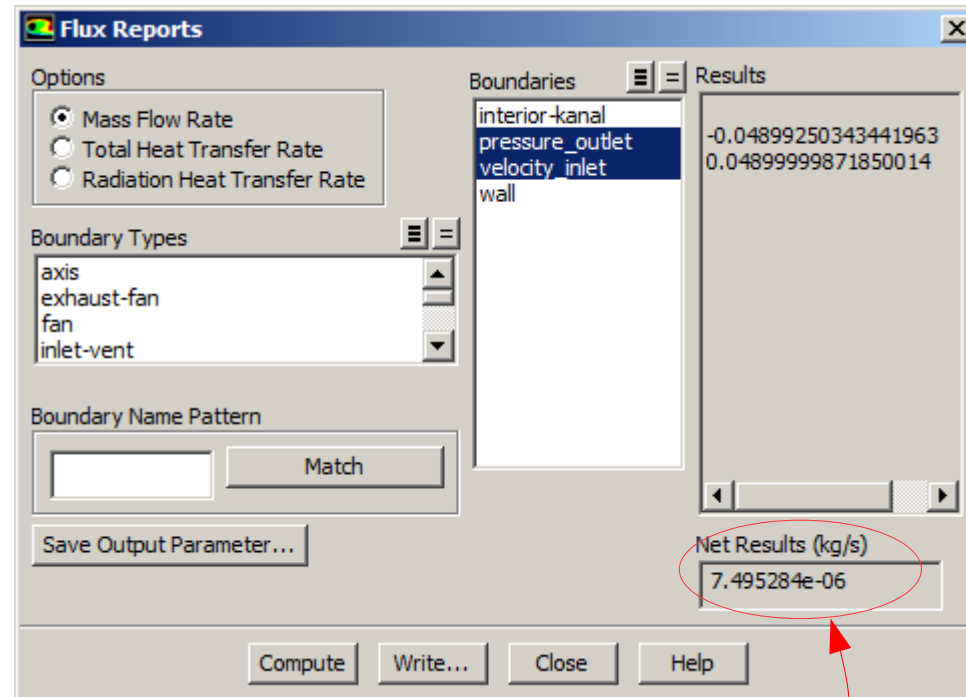 Flux Reports
Options
Mass Flow Rate
Total Heat Transfer Rate
Radiation Heat Transfer Rate
Boundary Types
axis
exhaust-fan
fan
inlet-vent
Boundary Name Pattern
Match
Save Output Parameter...
Boundaries
interior-kanal
pressure_outlet
velocity_inlet
wall
Results
-0.04899250343441963
0.04899999871850014
Net Results (kg/s)
7.495284e-06
Compute Write... Close Help